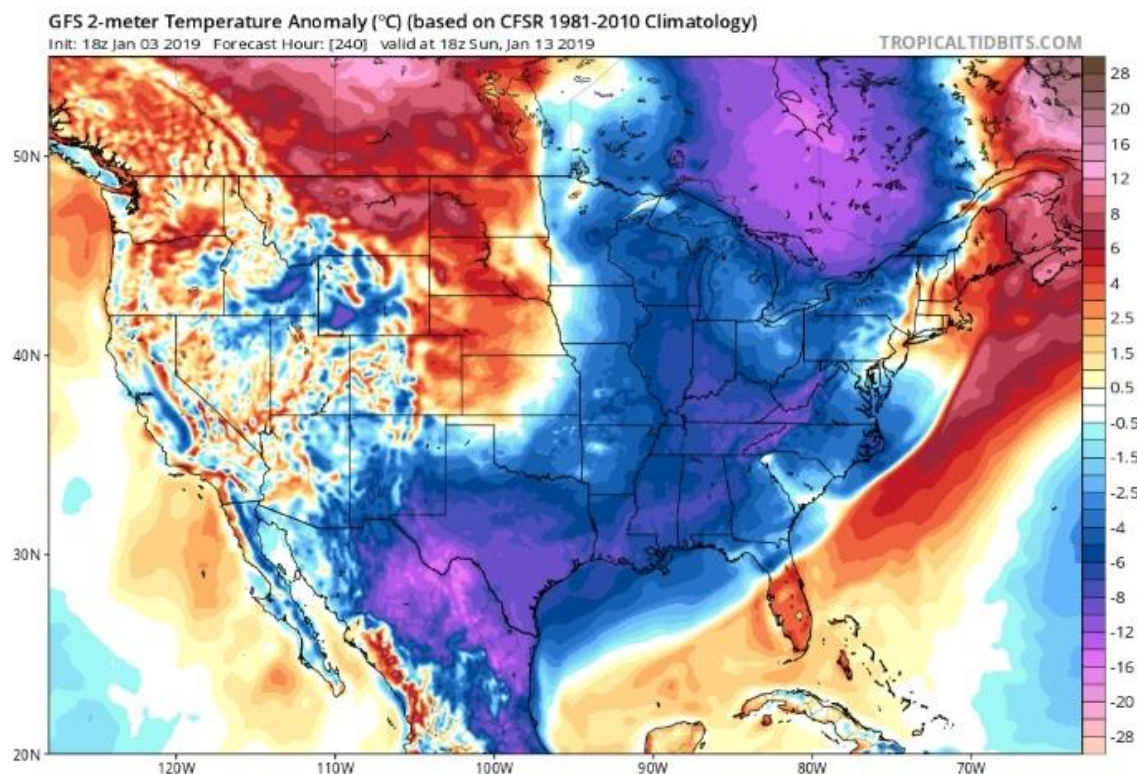 GFS 2-meter Temperature Anomaly (°C) (based on CFSR 1981-2010 Climatology)
Init: 18z Jan 03 2019 Forecast Hour: [240] valid at 18z Sun, Jan 13 2019
TROPICALTIDBITS.COM
28
20
16
12
8
6
4
2.5
1.5
0.5
-0.5
-1.5
-2.5
-4
-6
-8
-12
-16
-20
-28
50N
40N
30N
20N
120W
110W
100W
90W
80W
70W